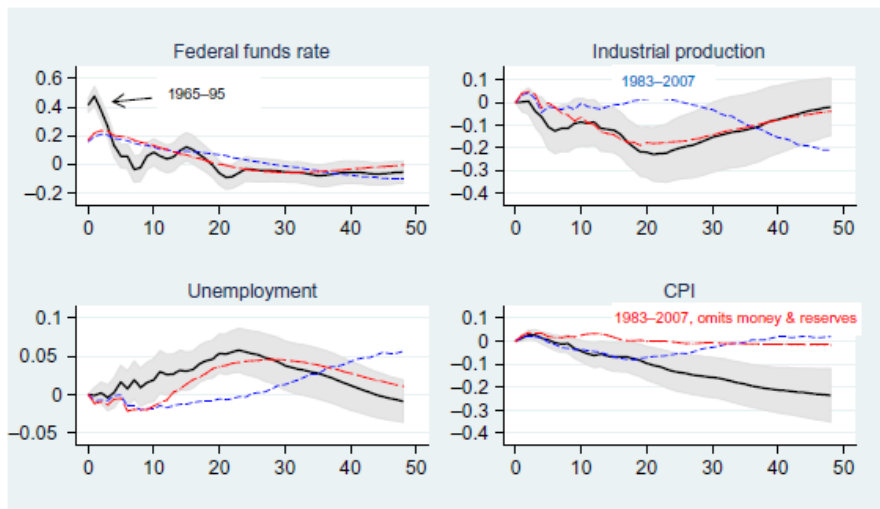 Federal funds rate
0.6
0.4
0.2
0
–0.2
1965–95
0 10 20 30 40 50
Industrial production
0.1
0
–0.1
–0.2
–0.3
–0.4
1983–2007
0 10 20 30 40 50
Unemployment
0.1
0.05
0
–0.05
0 10 20 30 40 50
CPI
0.1
0
–0.1
–0.2
–0.3
–0.4
1983–2007, omits money & reserves
0 10 20 30 40 50